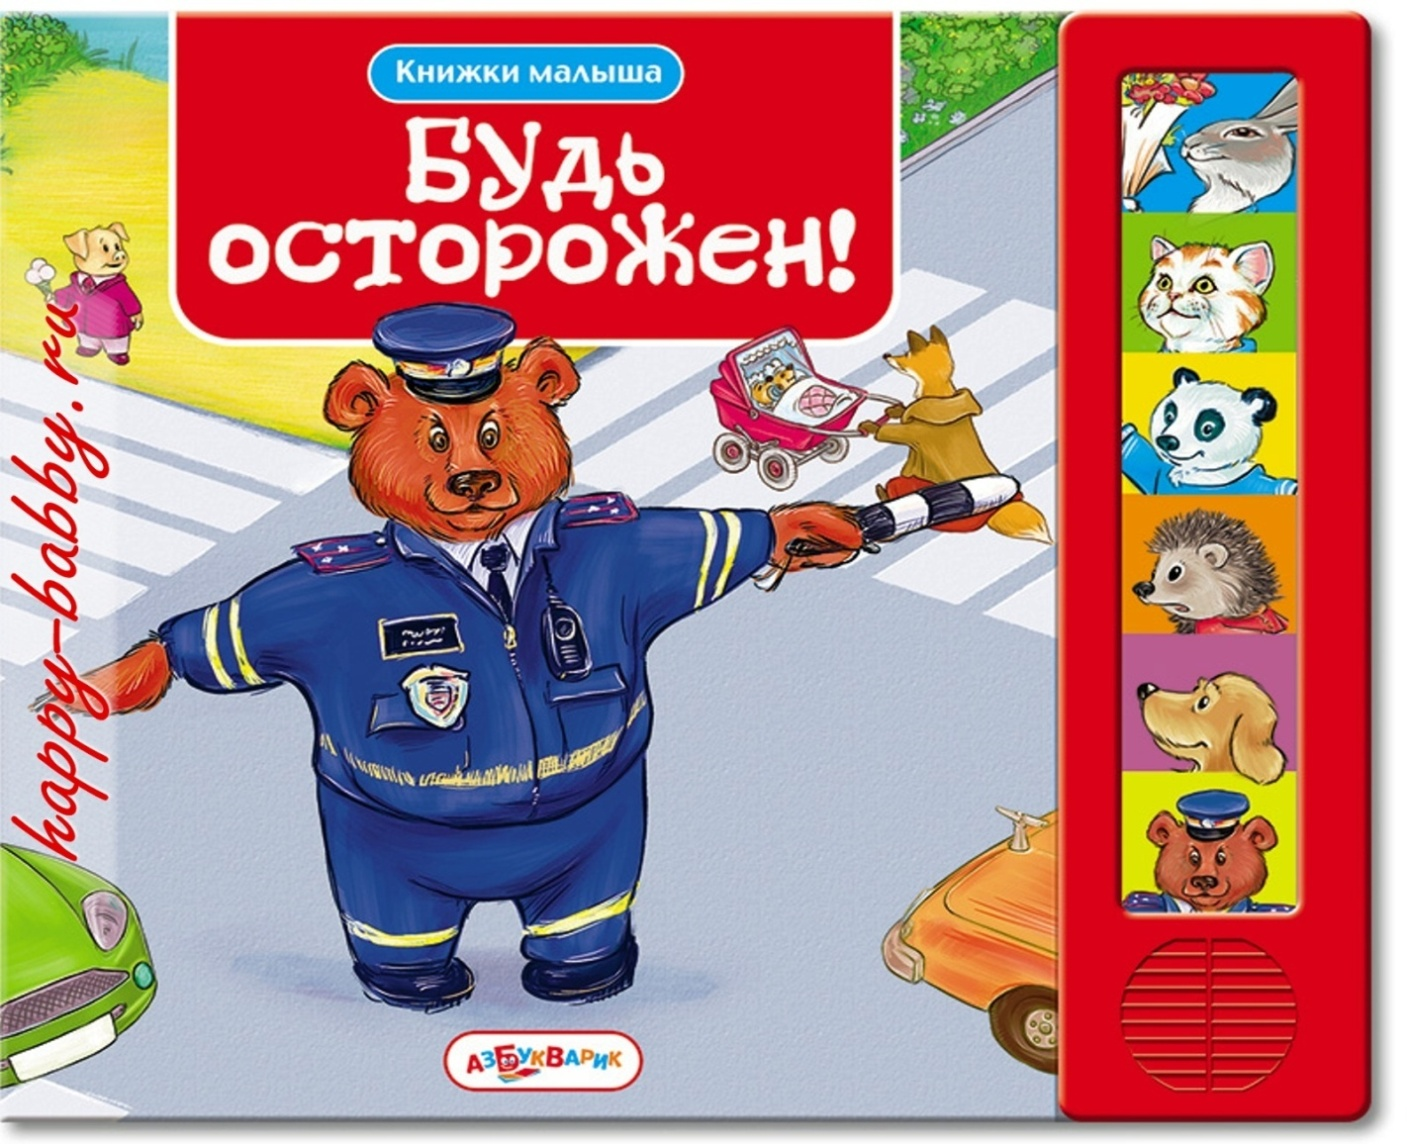 Книжки малыша
Будь
осторожен!
happy-babby.ru
АЗБУКВАРИК